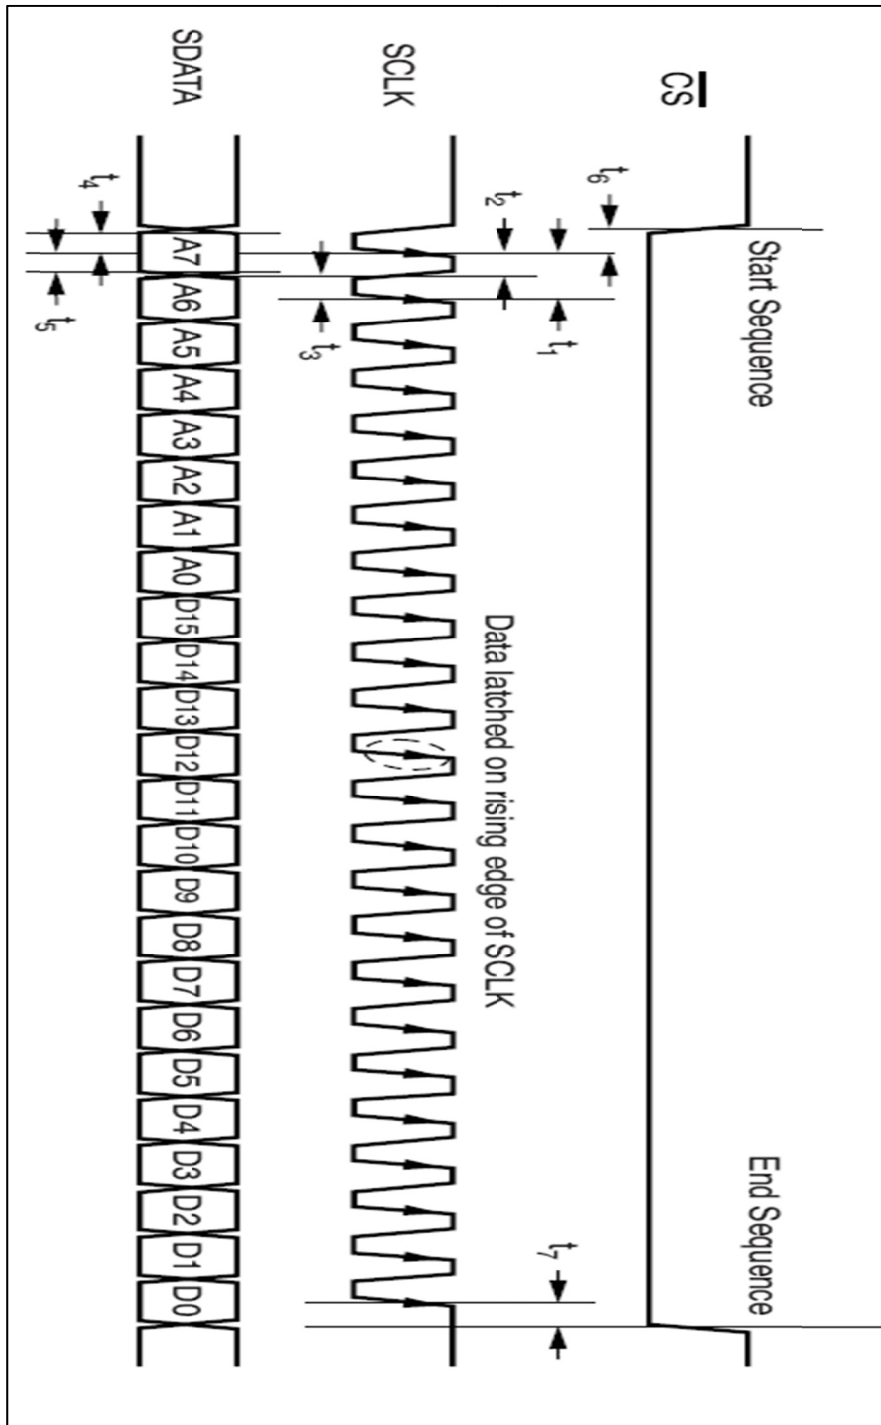 Start Sequence
End Sequence
C̅S̅
t6
t1
t7
t2
Data latched on rising edge of SCLK
SCLK
t3
SDATA
A7
A6
A5
A4
A3
A2
A1
A0
D15
D14
D13
D12
D11
D10
D9
D8
D7
D6
D5
D4
D3
D2
D1
D0
t4
t5